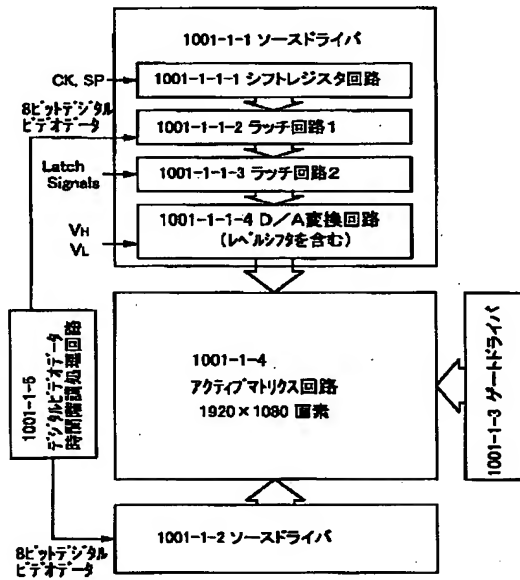 1001-1-1 ソースドライバ
CK, SP
1001-1-1-1 シフトレジスタ回路
8ビットデジタル
ビデオデータ
1001-1-1-2 ラッチ回路1
Latch
Signals
1001-1-1-3 ラッチ回路2
VH
VL
1001-1-1-4 D/A変換回路
(レベルシフタを含む)
1001-1-5
デジタルビデオデータ
時間階調処理回路
1001-1-4
アクティブマトリクス回路
1920×1080 画素
1001-1-3 ゲートドライバ
1001-1-2 ソースドライバ
8ビットデジタル
ビデオデータ